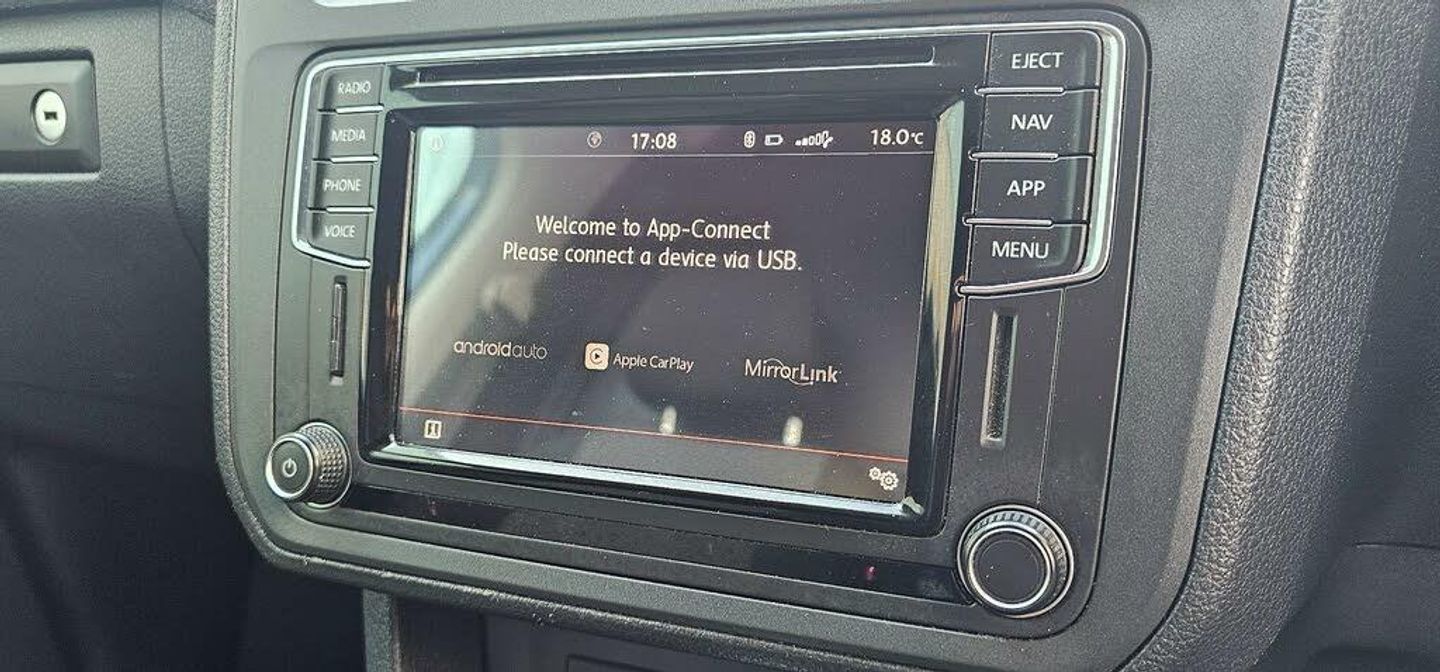 RADIO
MEDIA
PHONE
VOICE
EJECT
NAV
APP
MENU
17:08
18.0°C
Welcome to App-Connect
Please connect a device via USB.
androidauto
Apple CarPlay
MirrorLink